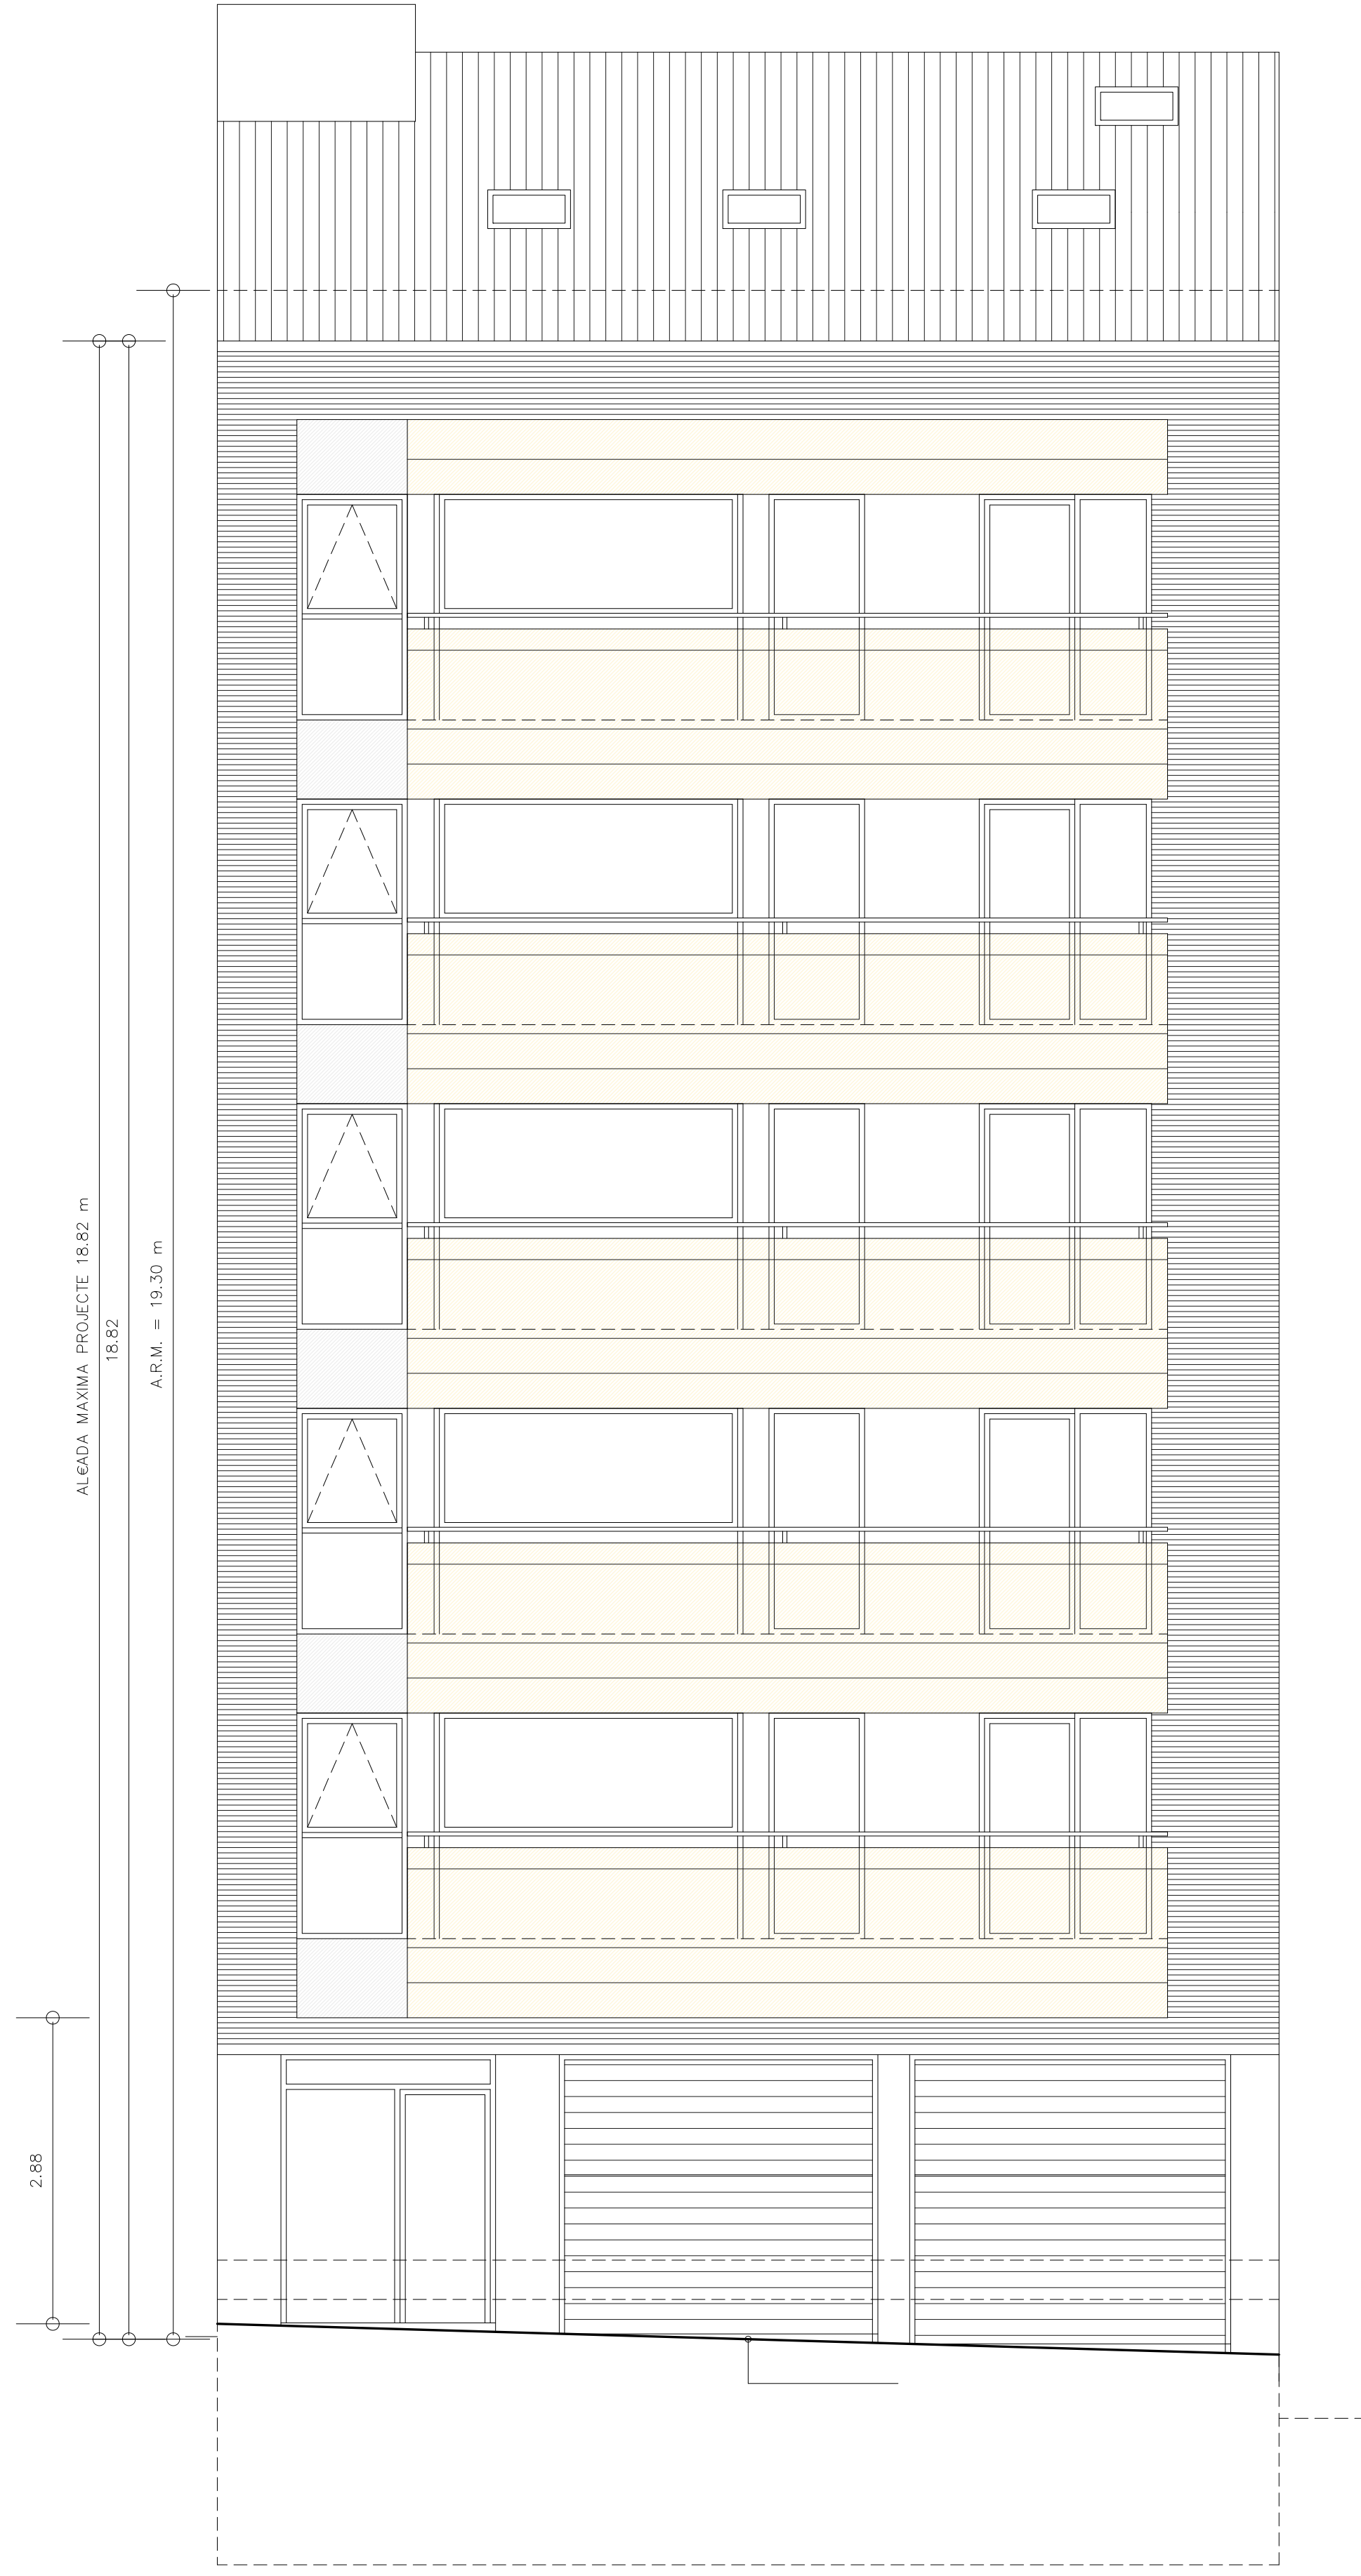 ALÇADA MAXIMA PROJECTE 18.82 m
18.82
A.R.M. = 19.30 m
2.88